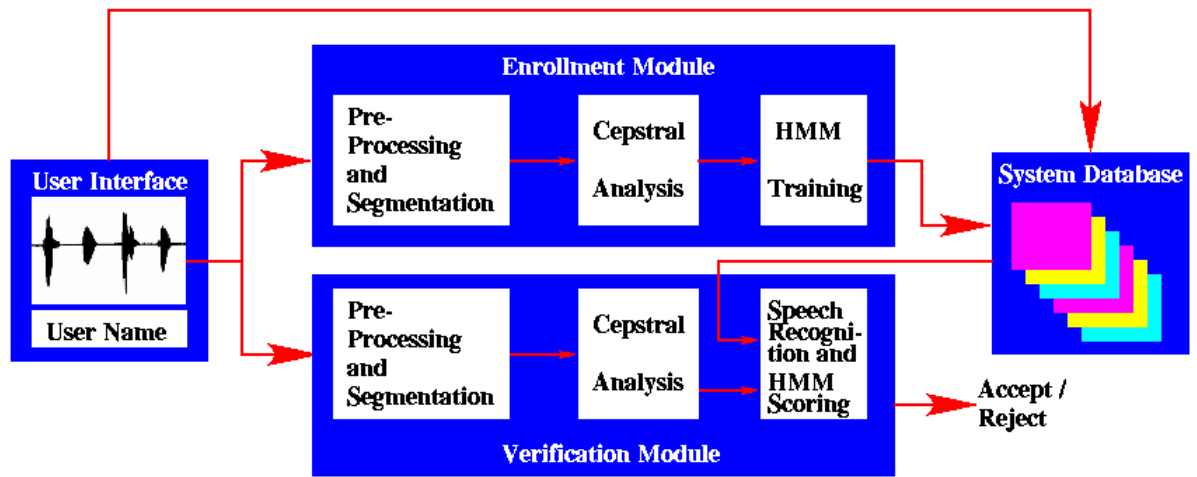 Enrollment Module
Pre-
Processing
and
Segmentation
Cepstral
Analysis
HMM
Training
User Interface
User Name
System Database
Pre-
Processing
and
Segmentation
Cepstral
Analysis
Speech
Recogni-
tion and
HMM
Scoring
Verification Module
Accept /
Reject